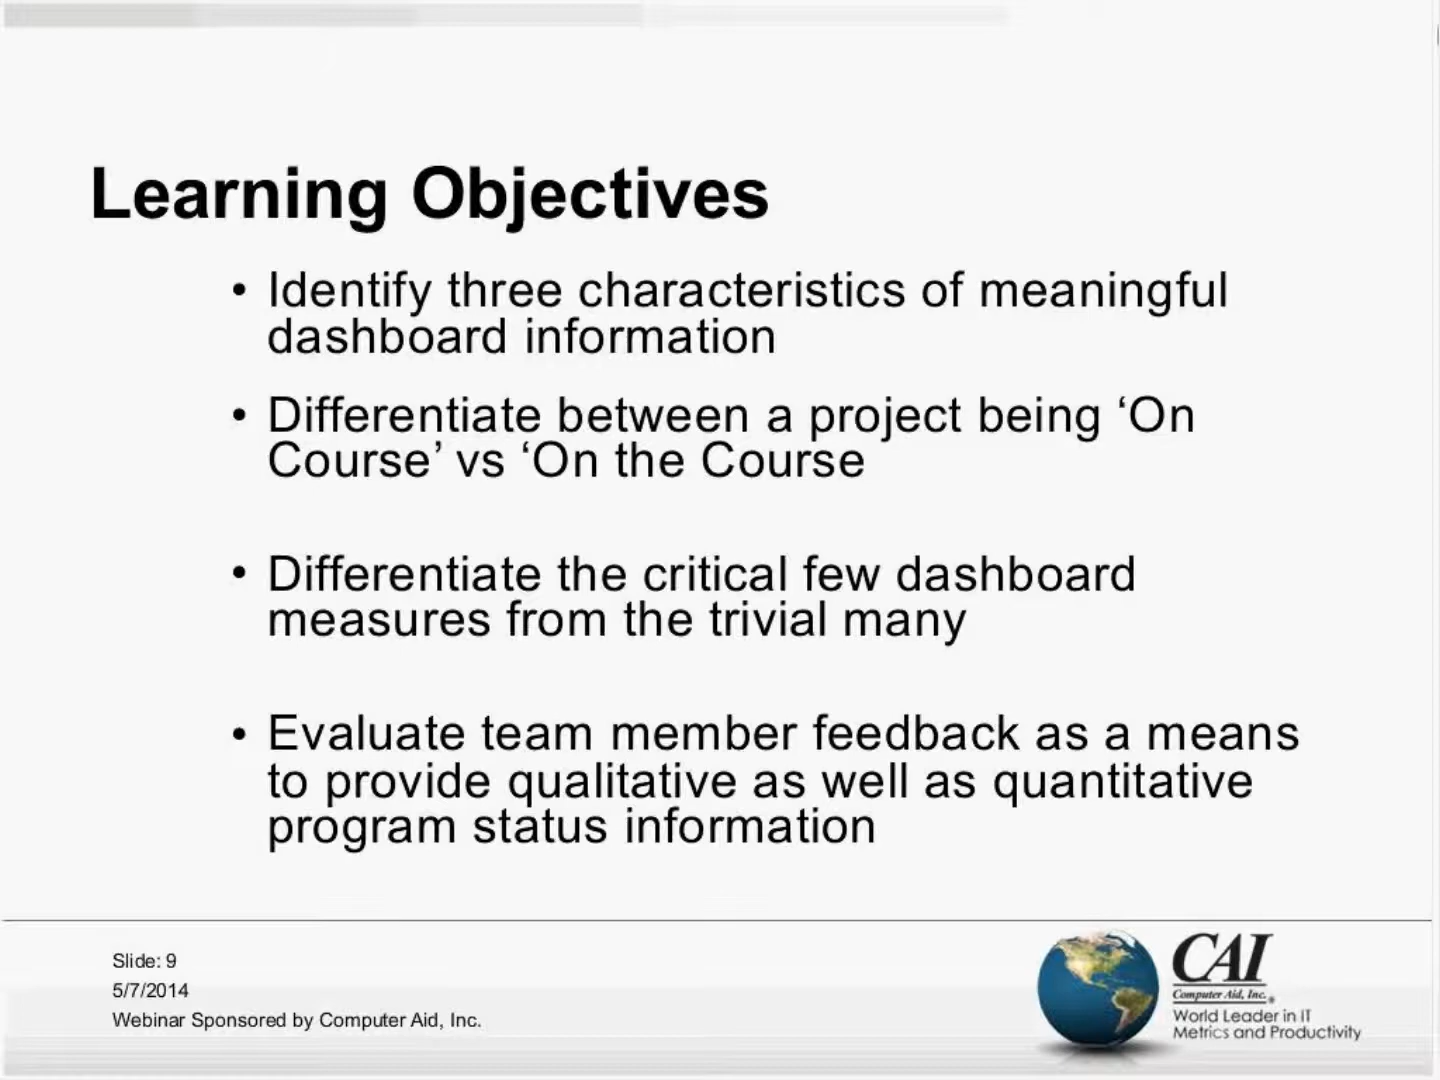 Learning Objectives
• Identify three characteristics of meaningful
dashboard information
• Differentiate between a project being ‘On
Course’ vs ‘On the Course
• Differentiate the critical few dashboard
measures from the trivial many
• Evaluate team member feedback as a means
to provide qualitative as well as quantitative
program status information
Slide: 9
5/7/2014
Webinar Sponsored by Computer Aid, Inc.
CAI
Computer Aid, Inc.®
World Leader in IT
Metrics and Productivity